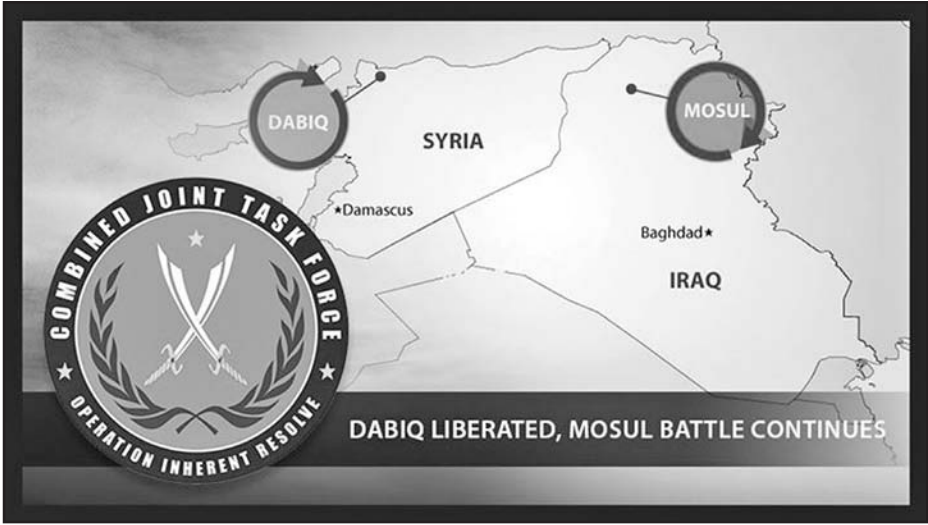 DABIQ
MOSUL
SYRIA
★Damascus
Baghdad★
IRAQ
COMBINED JOINT TASK FORCE
OPERATION INHERENT RESOLVE
DABIQ LIBERATED, MOSUL BATTLE CONTINUES